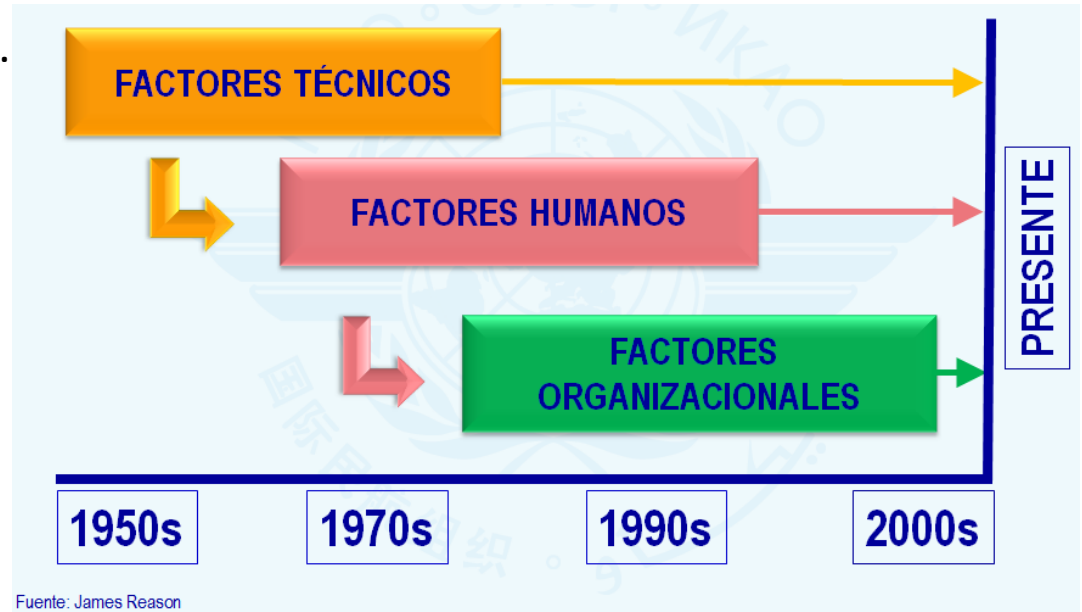 FACTORES TÉCNICOS
FACTORES HUMANOS
FACTORES
ORGANIZACIONALES
PRESENTE
1950s
1970s
1990s
2000s
Fuente: James Reason